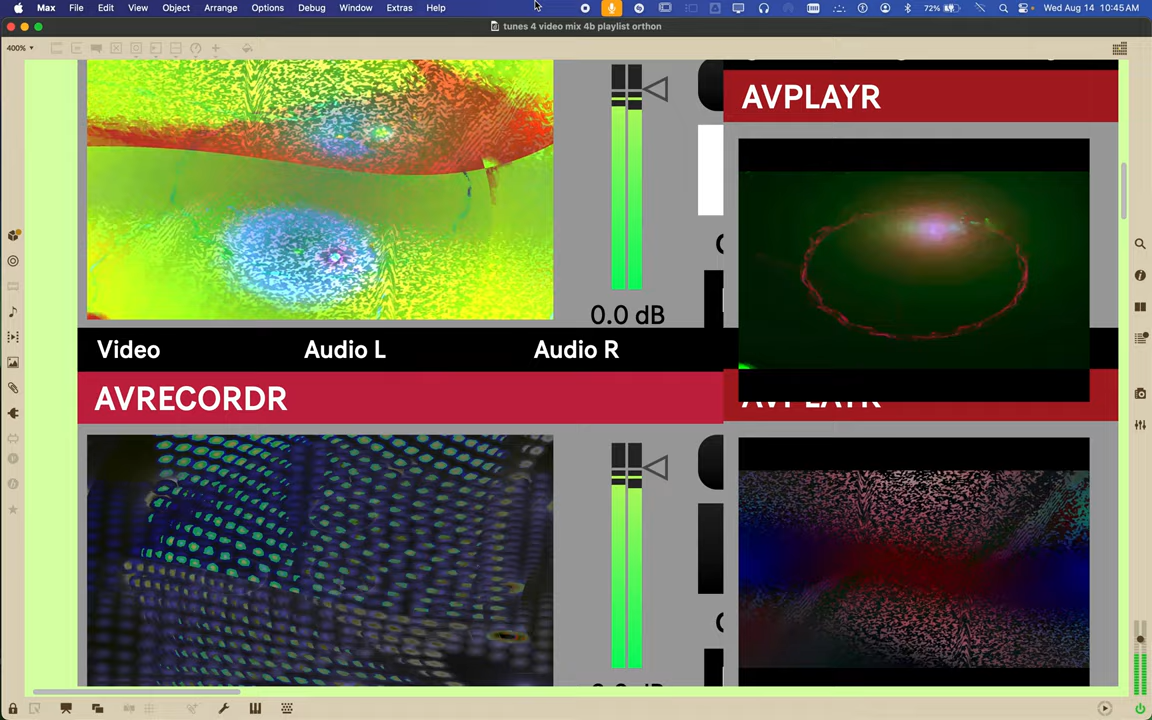 Max File Edit View Object Arrange Options Debug Window Extras Help 72% Wed Aug 14 10:45 AM
tunes 4 video mix 4b playlist orthon
400%
AVPLAYR
0.0 dB
Video Audio L Audio R
AVRECORDR
AVPLAYR